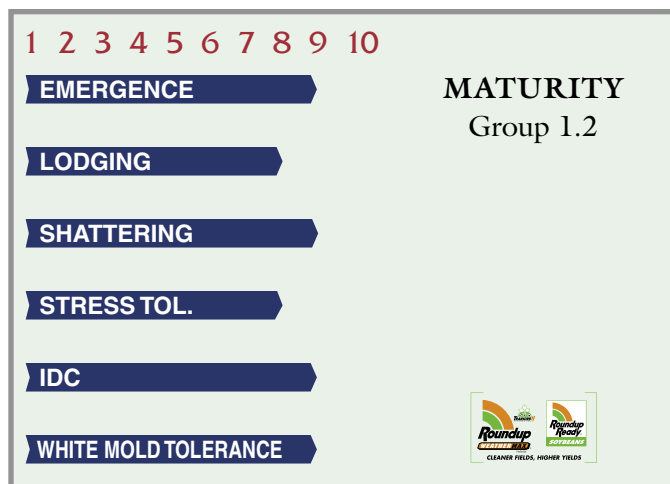 1 2 3 4 5 6 7 8 9 10
EMERGENCE
MATURITY
Group 1.2
LODGING
SHATTERING
STRESS TOL.
IDC
WHITE MOLD TOLERANCE
Roundup
WEATHERMAX
Roundup
Ready
SOYBEANS
CLEANER FIELDS, HIGHER YIELDS